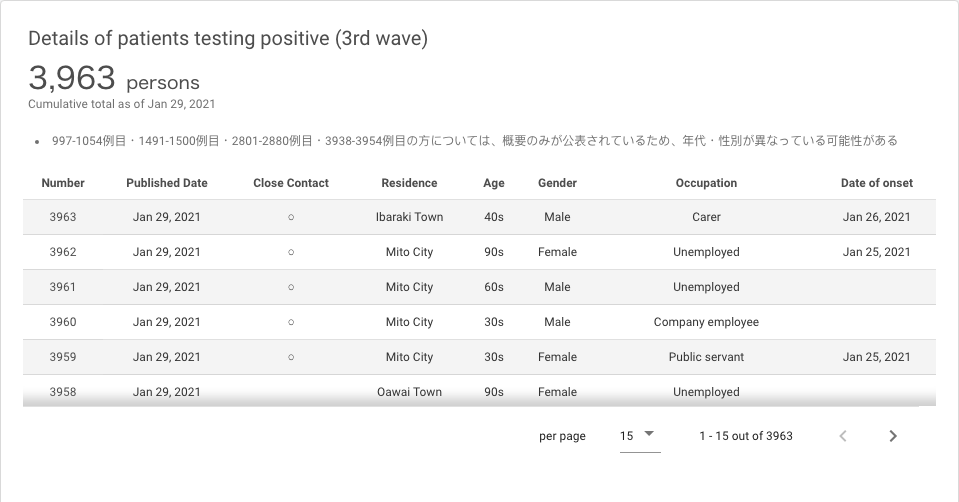 Details of patients testing positive (3rd wave)
3,963 persons
Cumulative total as of Jan 29, 2021
• 997-1054例目・1491-1500例目・2801-2880例目・3938-3954例目の方については、概要のみが公表されているため、年代・性別が異なっている可能性がある
Number Published Date Close Contact Residence Age Gender Occupation Date of onset
3963 Jan 29, 2021 ○ Ibaraki Town 40s Male Carer Jan 26, 2021
3962 Jan 29, 2021 ○ Mito City 90s Female Unemployed Jan 25, 2021
3961 Jan 29, 2021 ○ Mito City 60s Male Unemployed
3960 Jan 29, 2021 ○ Mito City 30s Male Company employee
3959 Jan 29, 2021 ○ Mito City 30s Female Public servant Jan 25, 2021
3958 Jan 29, 2021 Oawai Town 90s Female Unemployed
per page 15 1 - 15 out of 3963